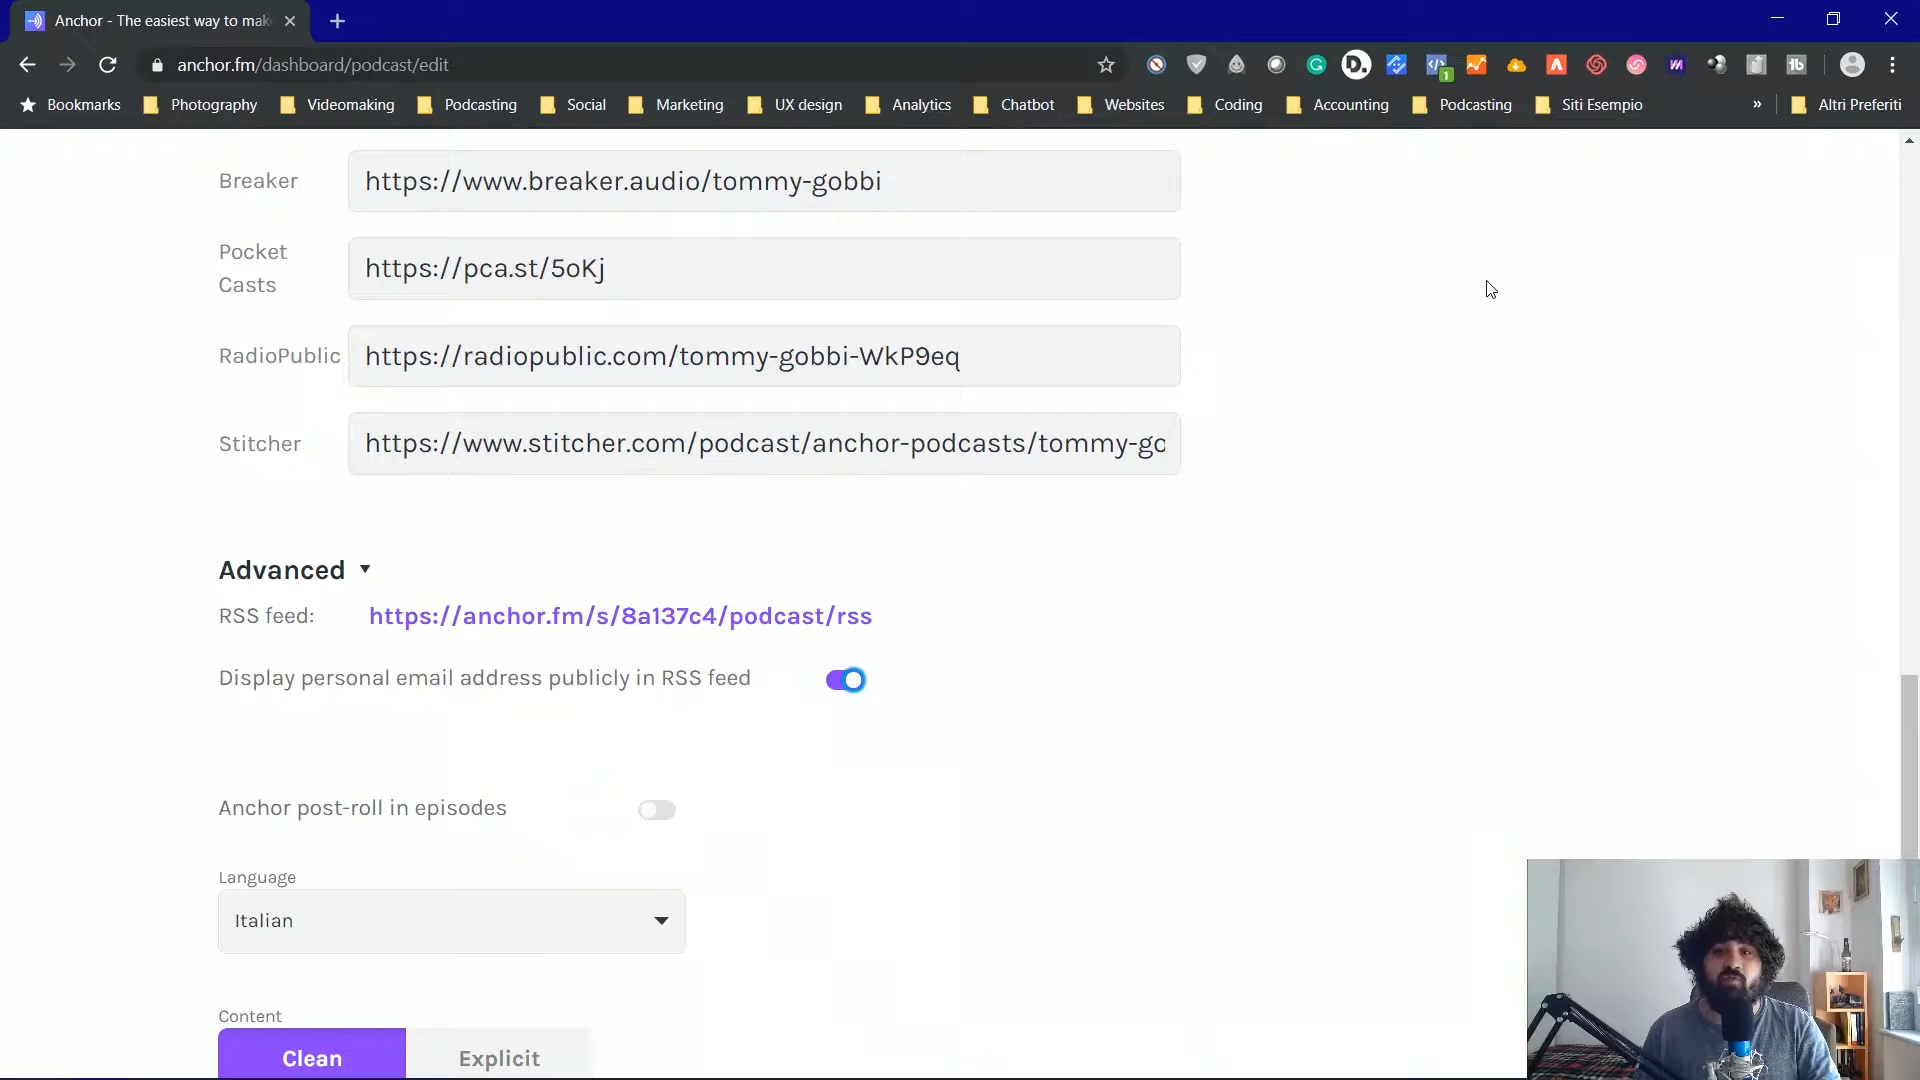 Anchor - The easiest way to mak
anchor.fm/dashboard/podcast/edit
D.
1
Bookmarks Photography Videomaking Podcasting Social Marketing UX design Analytics Chatbot Websites Coding Accounting Podcasting Siti Esempio » Altri Preferiti
Breaker https://www.breaker.audio/tommy-gobbi
Pocket
Casts https://pca.st/5oKj
RadioPublic https://radiopublic.com/tommy-gobbi-WkP9eq
Stitcher https://www.stitcher.com/podcast/anchor-podcasts/tommy-go
Advanced
RSS feed: https://anchor.fm/s/8a137c4/podcast/rss
Display personal email address publicly in RSS feed
Anchor post-roll in episodes
Language
Italian
Content
Clean Explicit